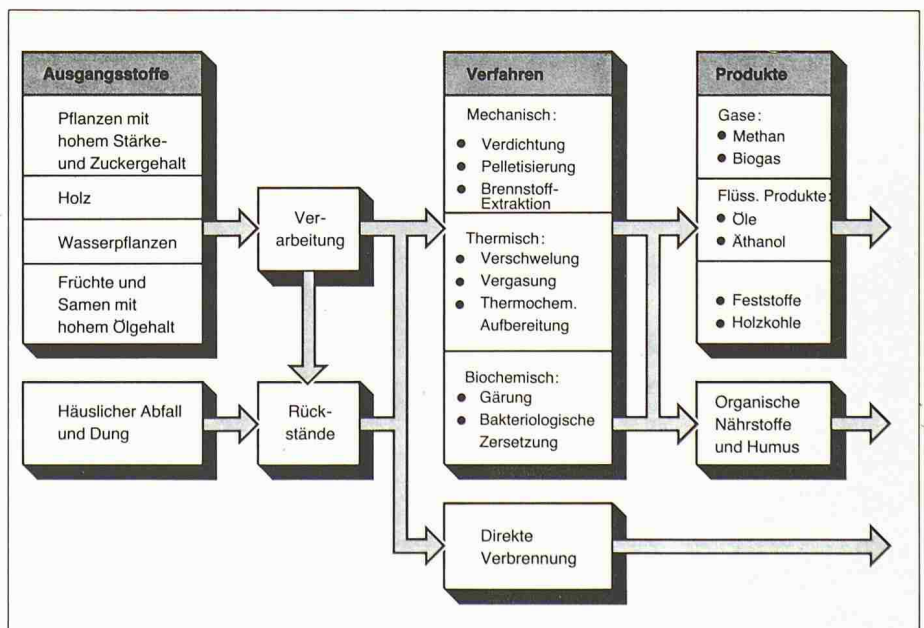 Ausgangsstoffe
Pflanzen mit
hohem Stärke-
und Zuckergehalt
Holz
Wasserpflanzen
Früchte und
Samen mit
hohem Ölgehalt
Häuslicher Abfall
und Dung
Ver-
arbeitung
Rück-
stände
Verfahren
Mechanisch:
● Verdichtung
● Pelletisierung
● Brennstoff-
Extraktion
Thermisch:
● Verschwelung
● Vergasung
● Thermochem.
Aufbereitung
Biochemisch:
● Gärung
● Bakteriologische
Zersetzung
Direkte
Verbrennung
Produkte
Gase:
● Methan
● Biogas
Flüss. Produkte:
● Öle
● Äthanol
● Feststoffe
● Holzkohle
Organische
Nährstoffe
und Humus